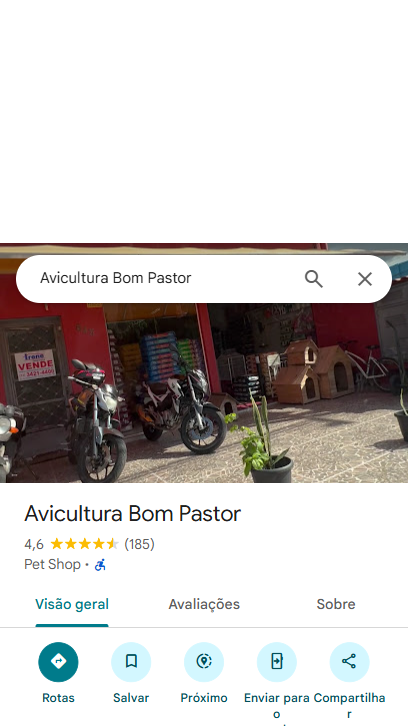 Avicultura Bom Pastor
Irene
VENDE
3421-4400
Avicultura Bom Pastor
4,6 (185)
Pet Shop ·
Visão geral Avaliações Sobre
Rotas Salvar Próximo Enviar para o Compartilhar